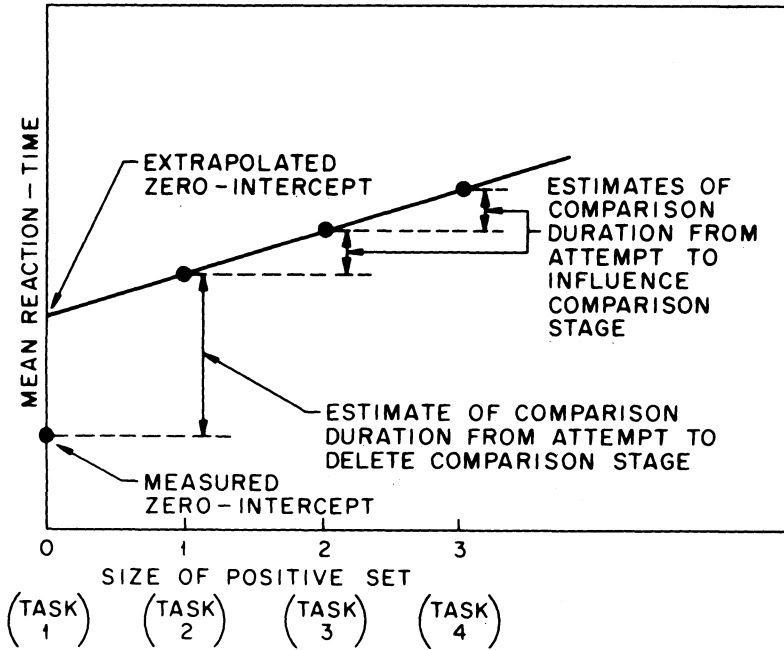 MEAN REACTION – TIME
EXTRAPOLATED
ZERO-INTERCEPT
ESTIMATES OF
COMPARISON
DURATION FROM
ATTEMPT TO
INFLUENCE
COMPARISON
STAGE
ESTIMATE OF COMPARISON
DURATION FROM ATTEMPT TO
DELETE COMPARISON STAGE
MEASURED
ZERO-INTERCEPT
0 1 2 3
SIZE OF POSITIVE SET
(TASK 1) (TASK 2) (TASK 3) (TASK 4)